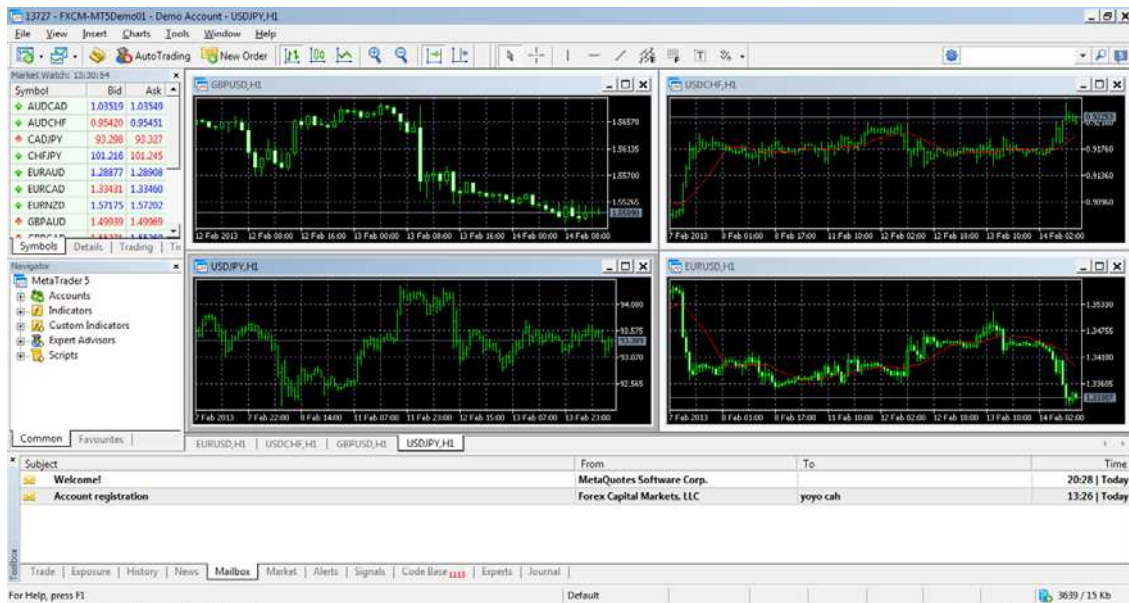 13727 - FXCM-MT5Demo01 - Demo Account - USDJPY,H1
File View Insert Charts Tools Window Help
AutoTrading New Order
Market Watch: 13:30:54
Symbol Bid Ask
AUDCAD 1.03519 1.03549
AUDCHF 0.95420 0.95451
CADJPY 93.298 93.327
CHFJPY 101.216 101.245
EURAUD 1.28877 1.28908
EURCAD 1.33431 1.33460
EURNZD 1.57175 1.57202
GBPAUD 1.49939 1.49969
Symbols Details Trading
Navigator
MetaTrader 5
Accounts
Indicators
Custom Indicators
Expert Advisors
Scripts
Common Favourites
GBPUSD,H1
1.56570
1.56135
1.55700
1.55265
12 Feb 2013 12 Feb 08:00 12 Feb 16:00 13 Feb 00:00 13 Feb 08:00 13 Feb 16:00 14 Feb 00:00 14 Feb 08:00
USDCHF,H1
0.92160
0.91760
0.91360
0.90960
7 Feb 2013 8 Feb 01:00 8 Feb 17:00 11 Feb 10:00 12 Feb 02:00 12 Feb 18:00 13 Feb 10:00 14 Feb 02:00
USDJPY,H1
94.080
93.575
93.389
93.070
92.565
7 Feb 2013 7 Feb 22:00 8 Feb 14:00 11 Feb 07:00 11 Feb 23:00 12 Feb 15:00 13 Feb 07:00 13 Feb 23:00
EURUSD,H1
1.35330
1.34755
1.34180
1.33605
7 Feb 2013 8 Feb 01:00 8 Feb 17:00 11 Feb 10:00 12 Feb 02:00 12 Feb 18:00 13 Feb 10:00 14 Feb 02:00
EURUSD,H1 USDCHF,H1 GBPUSD,H1 USDJPY,H1
Subject From To Time
Welcome! MetaQuotes Software Corp. 20:28 | Today
Account registration Forex Capital Markets, LLC yoyo cah 13:26 | Today
Toolbox
Trade Exposure History News Mailbox Market Alerts Signals Code Base 1113 Experts Journal
For Help, press F1 Default 3639 / 15 Kb